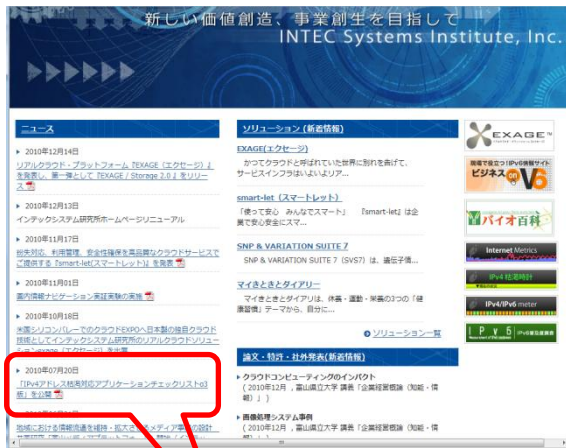 新しい価値創造、事業創生を目指して
INTEC Systems Institute, Inc.
ニュース
2010年12月14日
リアルクラウド・プラットフォーム『EXAGE（エクセージ）』
を発表し、第一弾として『EXAGE / Storage 2.0 』をリリー
ス
2010年12月13日
インテックシステム研究所ホームページリニューアル
2010年11月17日
紛失対応、利用管理、安全性確保を高品質なクラウドサービスで
ご提供する『smart-let(スマートレット)』を発表
2010年11月01日
館内情報ナビゲーション実証実験の実施
2010年10月18日
米国シリコンバレーでのクラウドEXPOへ日本製の独自クラウド
技術としてインテックシステム研究所のリアルクラウドソリュー
2010年07月20日
「IPv4アドレス枯渇対応アプリケーションチェックリストα3
版」を公開
地域における情報流通を維持・拡大させるメディア事業の設計
ソリューション (新着情報)
EXAGE(エクセージ)
かつてクラウドと呼ばれていた世界に別れを告げて、
サービスインフラはいよいよリア...
smart-let（スマートレット）
「使って安心　みんなでスマート」　『smart-let』は企
業で安心安全にスマ...
SNP & VARIATION SUITE 7
SNP & VARIATION SUITE 7（SVS7）は、遺伝子情...
マイきときとダイアリー
マイきときとダイアリは、休養・運動・栄養の3つの「健
康習慣」テーマから、自分に...
ソリューション一覧
論文・特許・社外発表(新着情報)
クラウドコンピューティングのインパクト
( 2010年12月 , 富山県立大学 講義「企業経営概論（知能・情
報）」 )
画像処理システム事例
( 2010年12月 , 富山県立大学 講義「企業経営概論（知能・情
報）」 )
EXAGE™
現場で役立つ！IPv6情報サイト
ビジネス on V6
バイオ百科
Internet Metrics
IPv4 枯渇時計
IPv4/IPv6 meter
IPv6